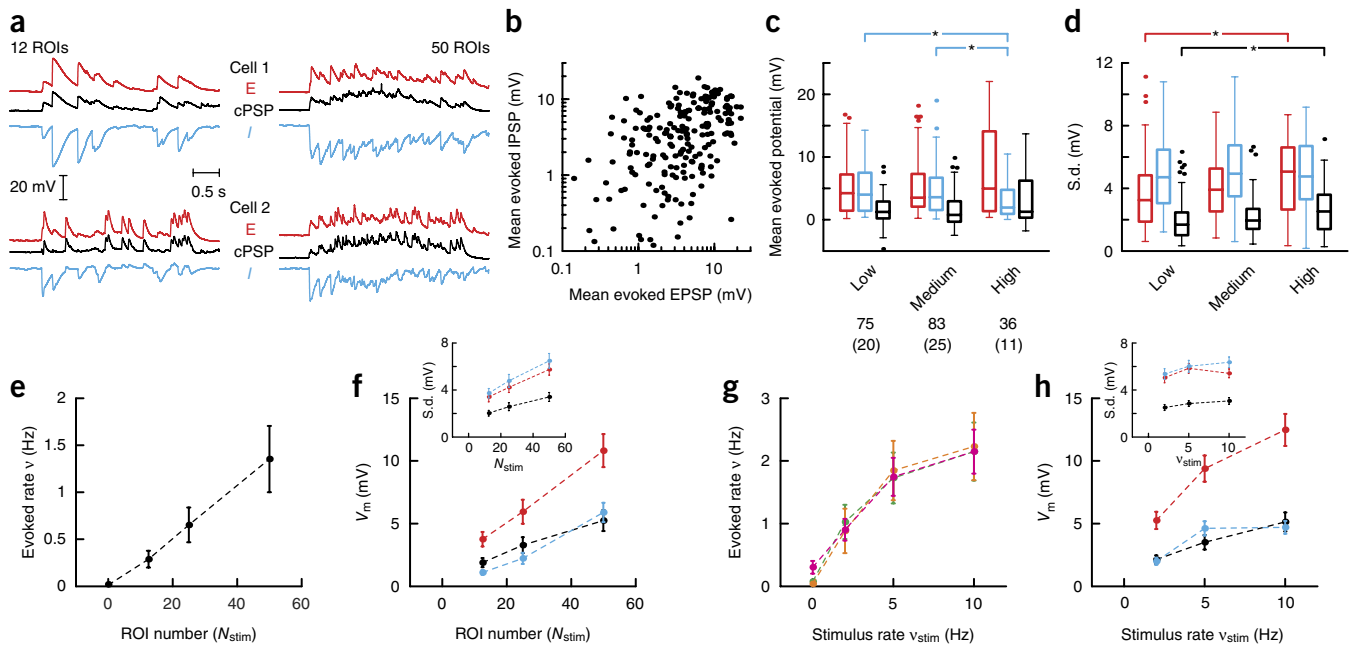 a
12 ROIs
50 ROIs
Cell 1
E
cPSP
I
20 mV
0.5 s
Cell 2
E
cPSP
I
b
Mean evoked IPSP (mV)
10
1
0.1
0.1
1
10
Mean evoked EPSP (mV)
c
*
*
Mean evoked potential (mV)
20
10
0
Low
Medium
High
75
(20)
83
(25)
36
(11)
d
*
*
S.d. (mV)
12
8
4
0
Low
Medium
High
e
Evoked rate ν (Hz)
2
1.5
1
0.5
0
0
20
40
60
ROI number (Nstim)
f
S.d. (mV)
8
4
0
0
20
40
60
Nstim
Vm (mV)
15
10
5
0
0
20
40
60
ROI number (Nstim)
g
Evoked rate ν (Hz)
3
2
1
0
0
5
10
Stimulus rate νstim (Hz)
h
S.d. (mV)
8
4
0
0
5
10
νstim
Vm (mV)
15
10
5
0
0
5
10
Stimulus rate νstim (Hz)